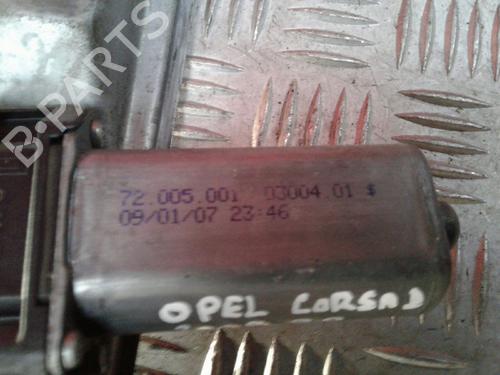 B-PARTS
72.005.001 03004.01 $
09/01/07 23:46
OPEL CORSA D